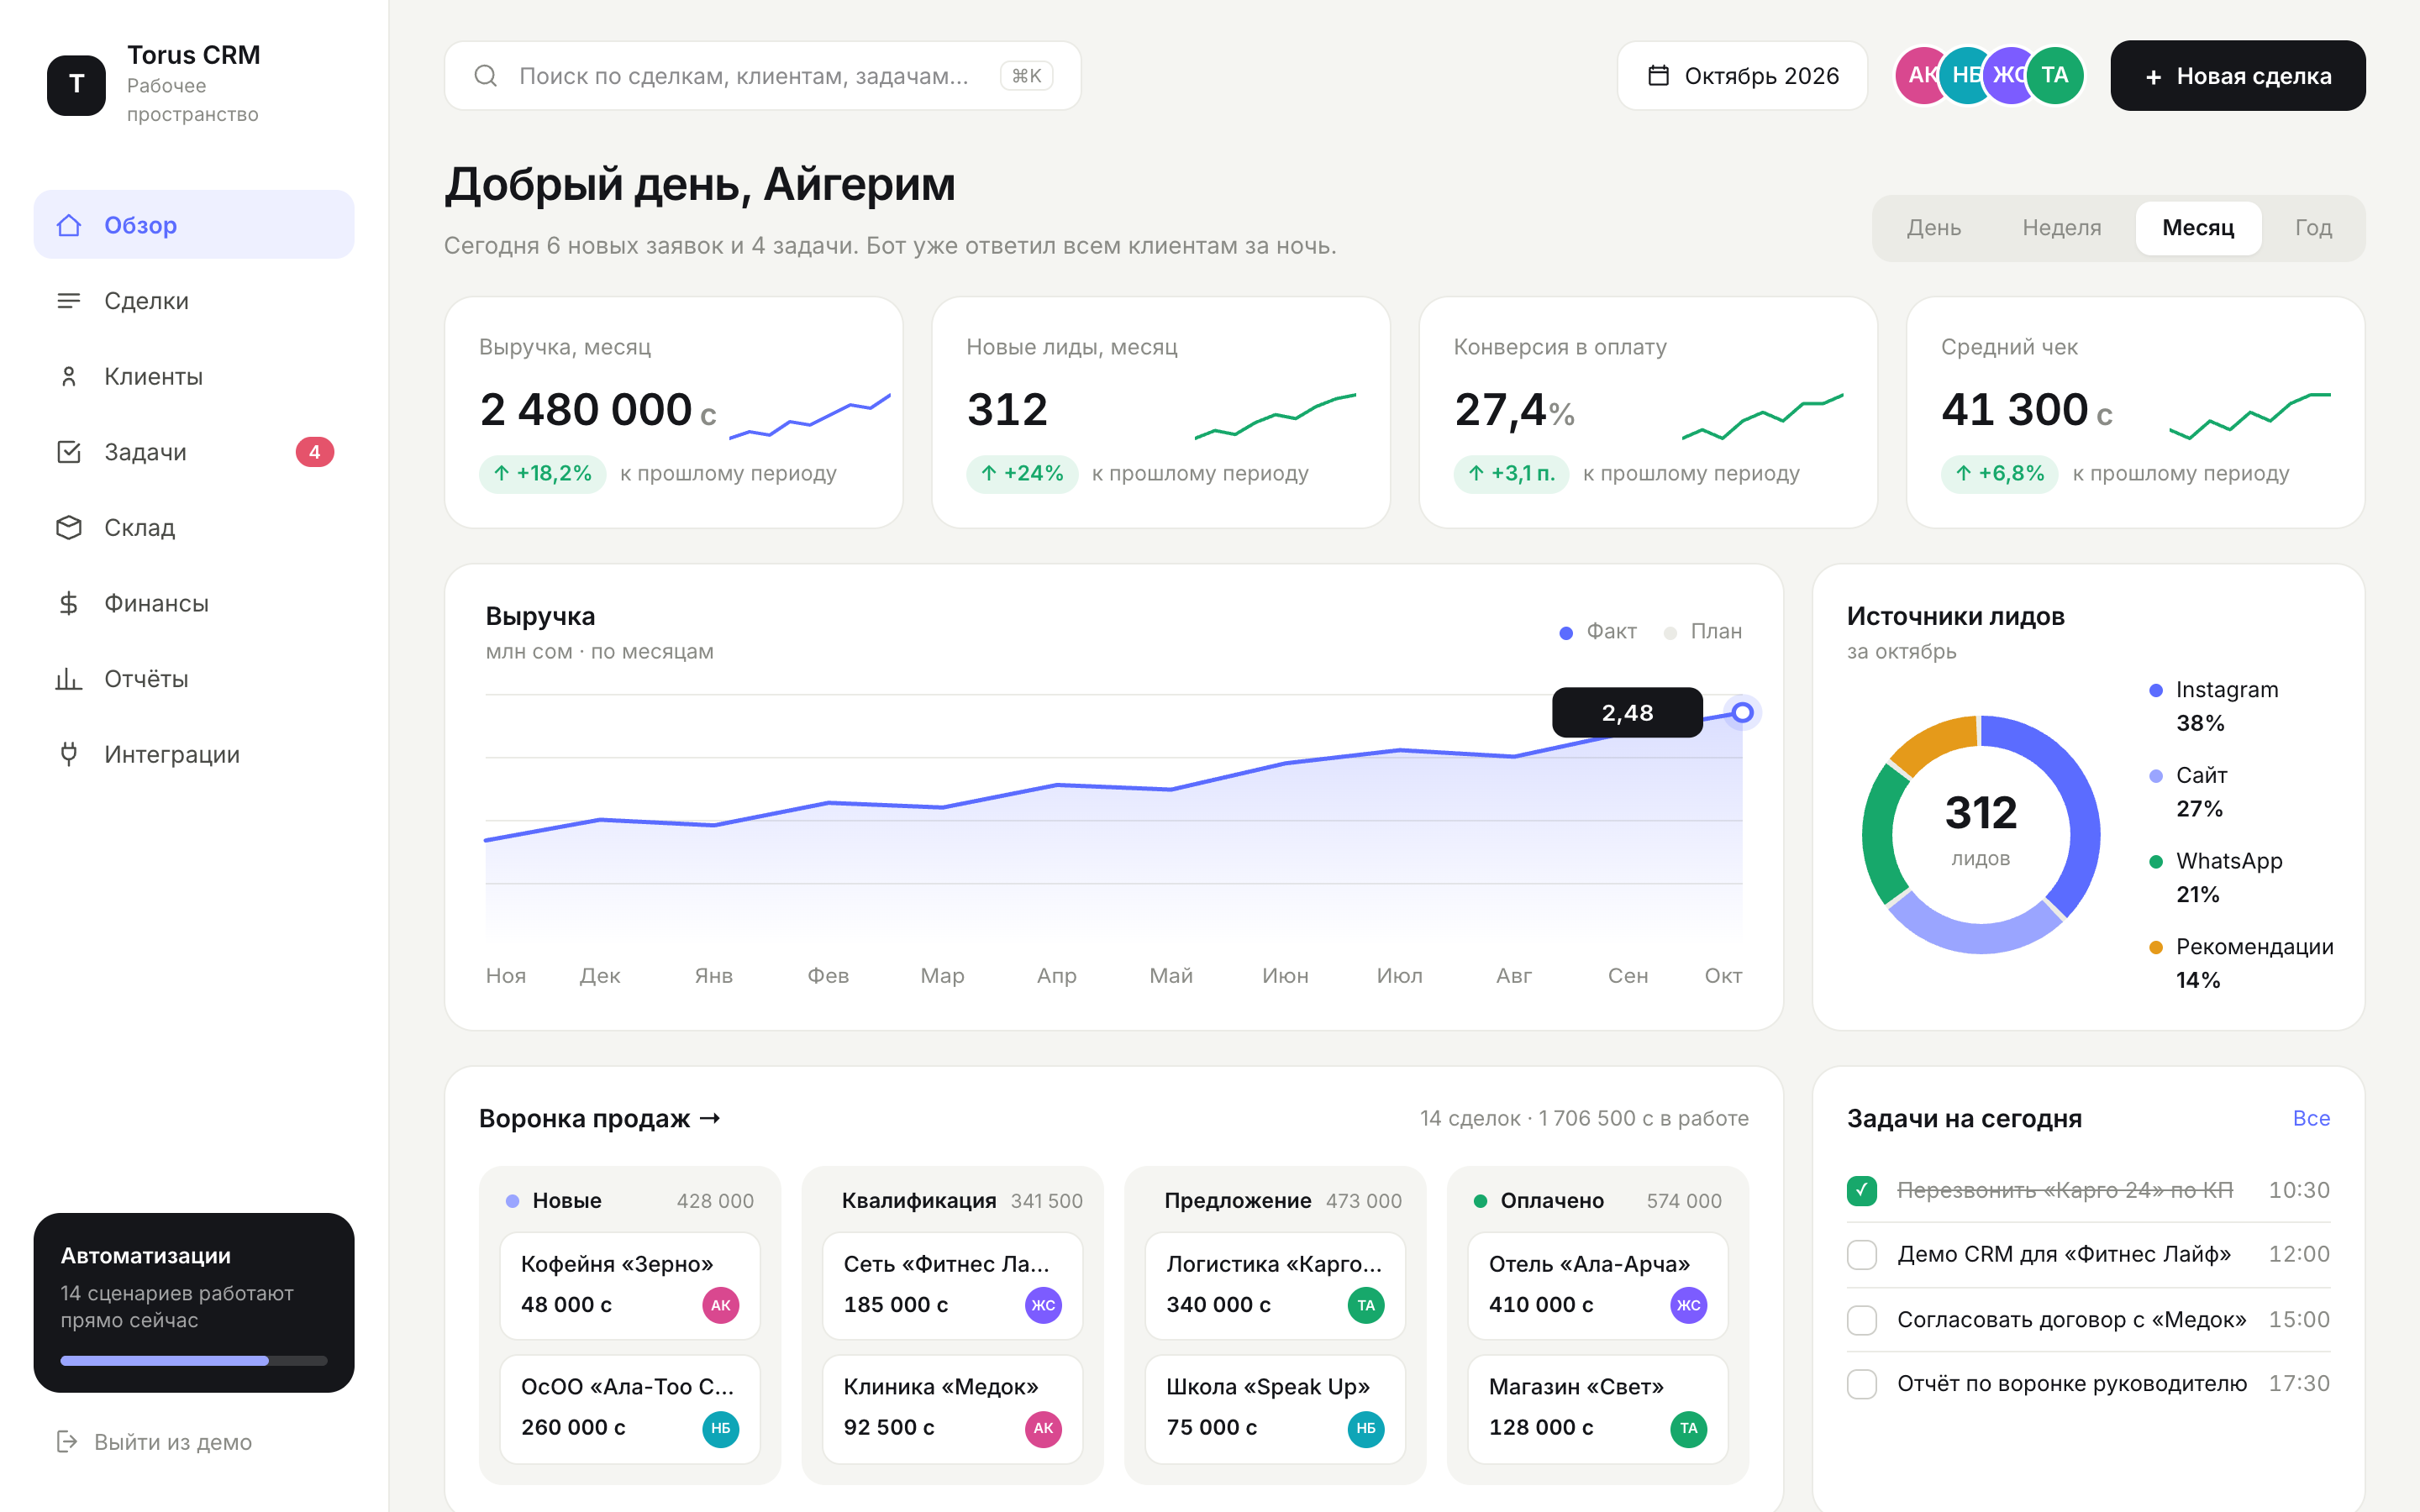 T
Torus CRM
Рабочее
пространство
Обзор
Сделки
Клиенты
Задачи 4
Склад
Финансы
Отчёты
Интеграции
Автоматизации
14 сценариев работают
прямо сейчас
Выйти из демо
Поиск по сделкам, клиентам, задачам... ⌘K
Октябрь 2026
АК НБ ЖС ТА
+ Новая сделка
Добрый день, Айгерим
Сегодня 6 новых заявок и 4 задачи. Бот уже ответил всем клиентам за ночь.
День Неделя Месяц Год
Выручка, месяц
2 480 000 с
↑ +18,2% к прошлому периоду
Новые лиды, месяц
312
↑ +24% к прошлому периоду
Конверсия в оплату
27,4%
↑ +3,1 п. к прошлому периоду
Средний чек
41 300 с
↑ +6,8% к прошлому периоду
Выручка
млн сом · по месяцам
Факт План
2,48
Ноя Дек Янв Фев Мар Апр Май Июн Июл Авг Сен Окт
Источники лидов
за октябрь
312
лидов
Instagram
38%
Сайт
27%
WhatsApp
21%
Рекомендации
14%
Воронка продаж →
14 сделок · 1 706 500 с в работе
Новые 428 000
Кофейня «Зерно»
48 000 с АК
ОсОО «Ала-Тоо С...
260 000 с НБ
Квалификация 341 500
Сеть «Фитнес Ла...
185 000 с ЖС
Клиника «Медок»
92 500 с АК
Предложение 473 000
Логистика «Карго...
340 000 с ТА
Школа «Speak Up»
75 000 с НБ
Оплачено 574 000
Отель «Ала-Арча»
410 000 с ЖС
Магазин «Свет»
128 000 с ТА
Задачи на сегодня Все
Перезвонить «Карго 24» по КП 10:30
Демо CRM для «Фитнес Лайф» 12:00
Согласовать договор с «Медок» 15:00
Отчёт по воронке руководителю 17:30